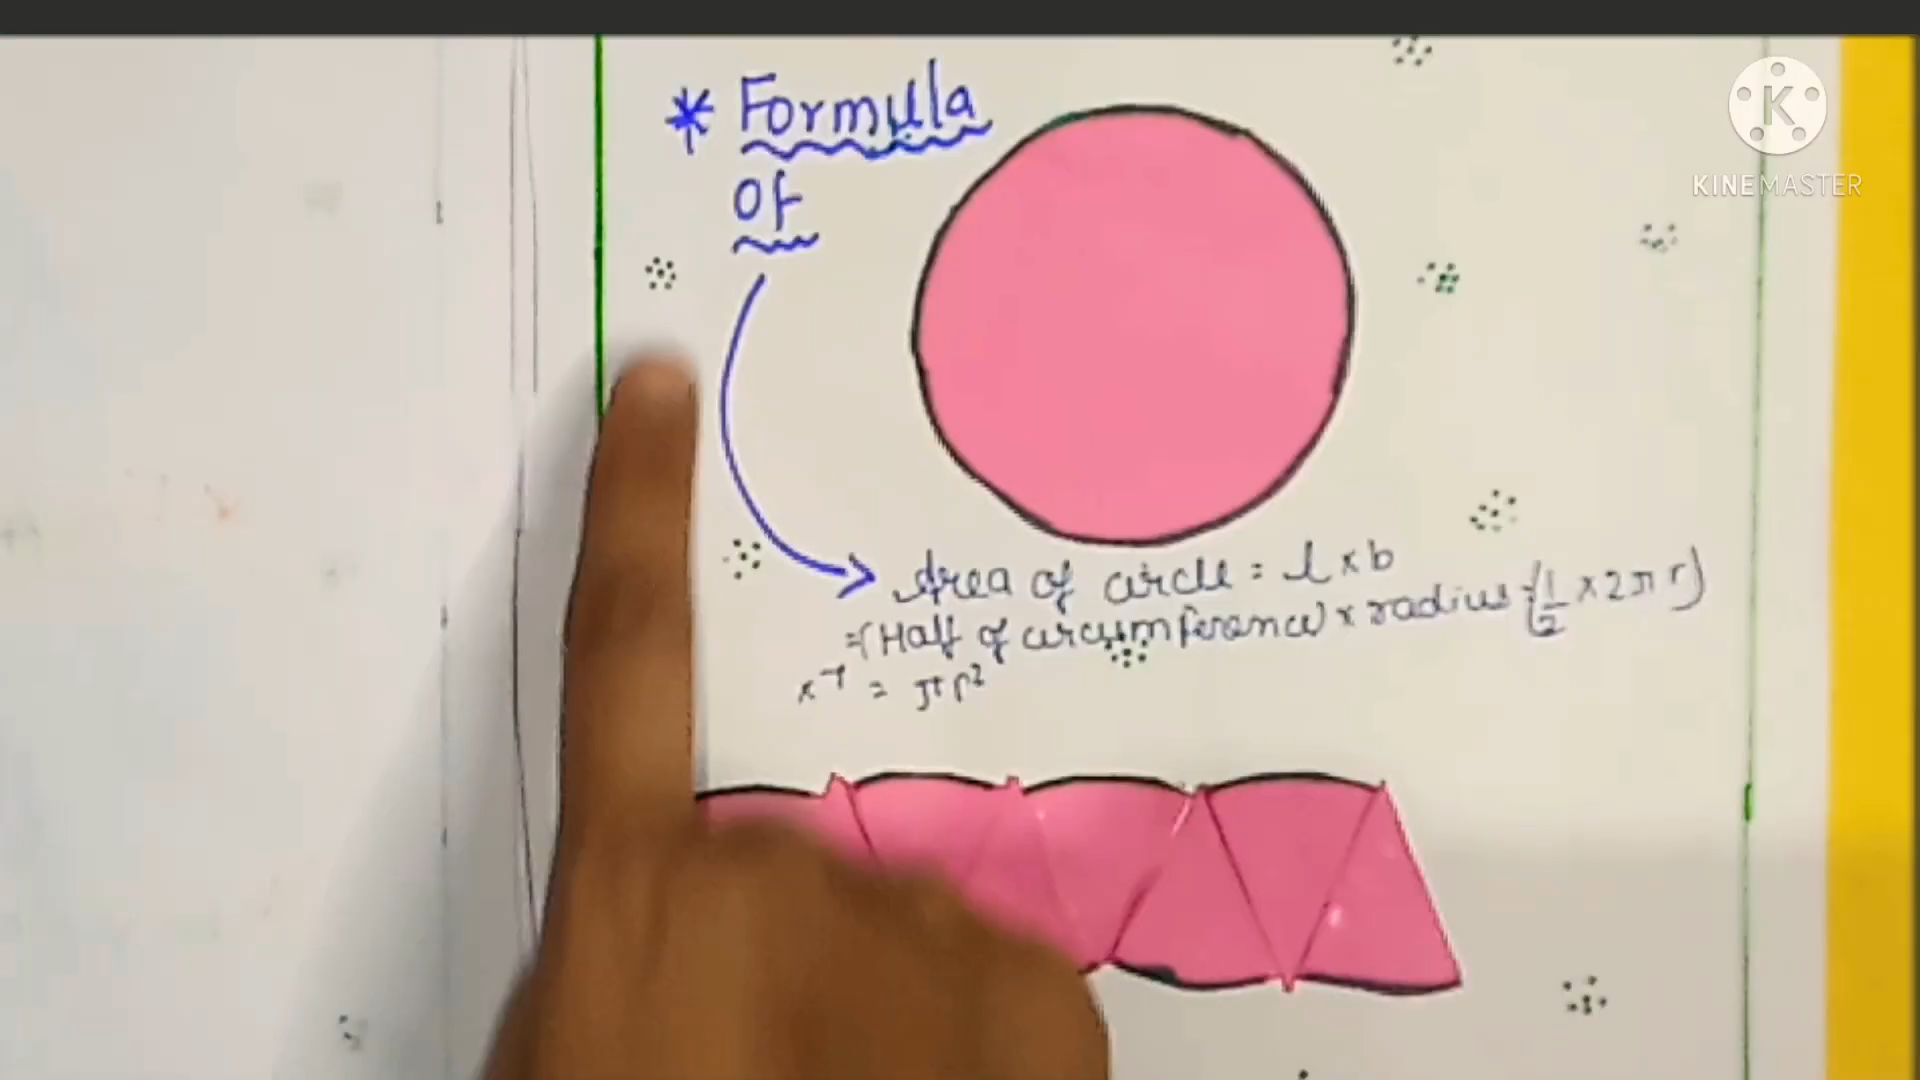 * Formula
of
Area of circle = l × b
=(Half of circumference) × radius {1/2 × 2πr)
× r = πr²
KINEMASTER